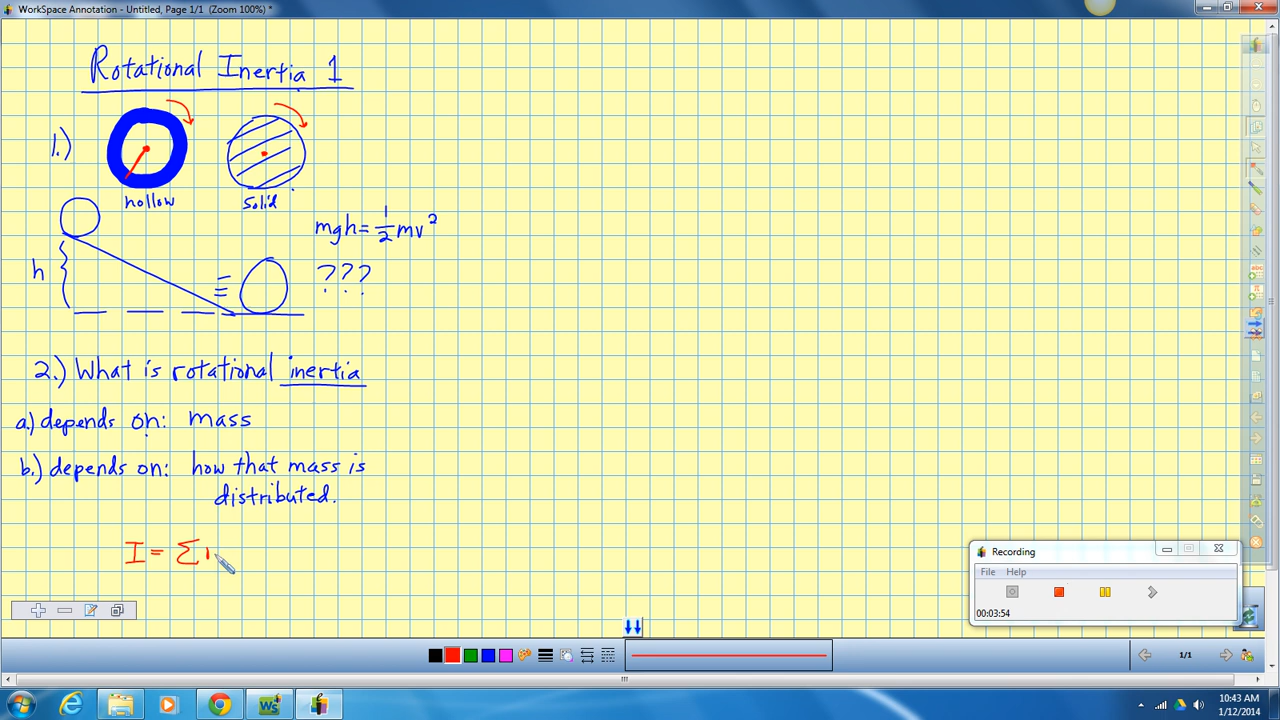 WorkSpace Annotation - Untitled, Page 1/1 (Zoom 100%) *
Rotational Inertia 1
1.)
hollow
solid
mgh = 1/2 mv²
h
???
2.) What is rotational inertia
a.) depends on: mass
b.) depends on: how that mass is
distributed.
I = Σ
Recording
File Help
00:03:54
1/1
10:43 AM
1/12/2014